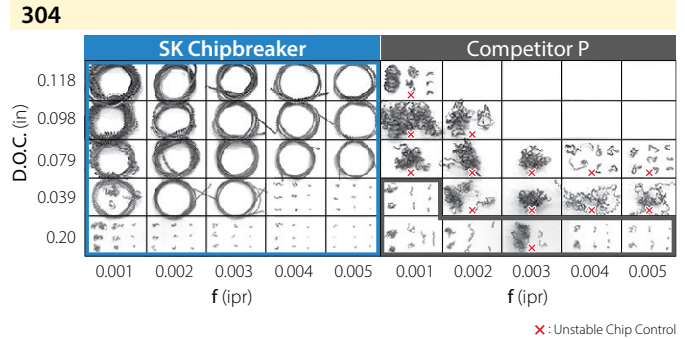 304
SK Chipbreaker Competitor P
D.O.C. (in)
0.118
0.098
0.079
0.039
0.20
0.001 0.002 0.003 0.004 0.005 0.001 0.002 0.003 0.004 0.005
f (ipr) f (ipr)
× : Unstable Chip Control